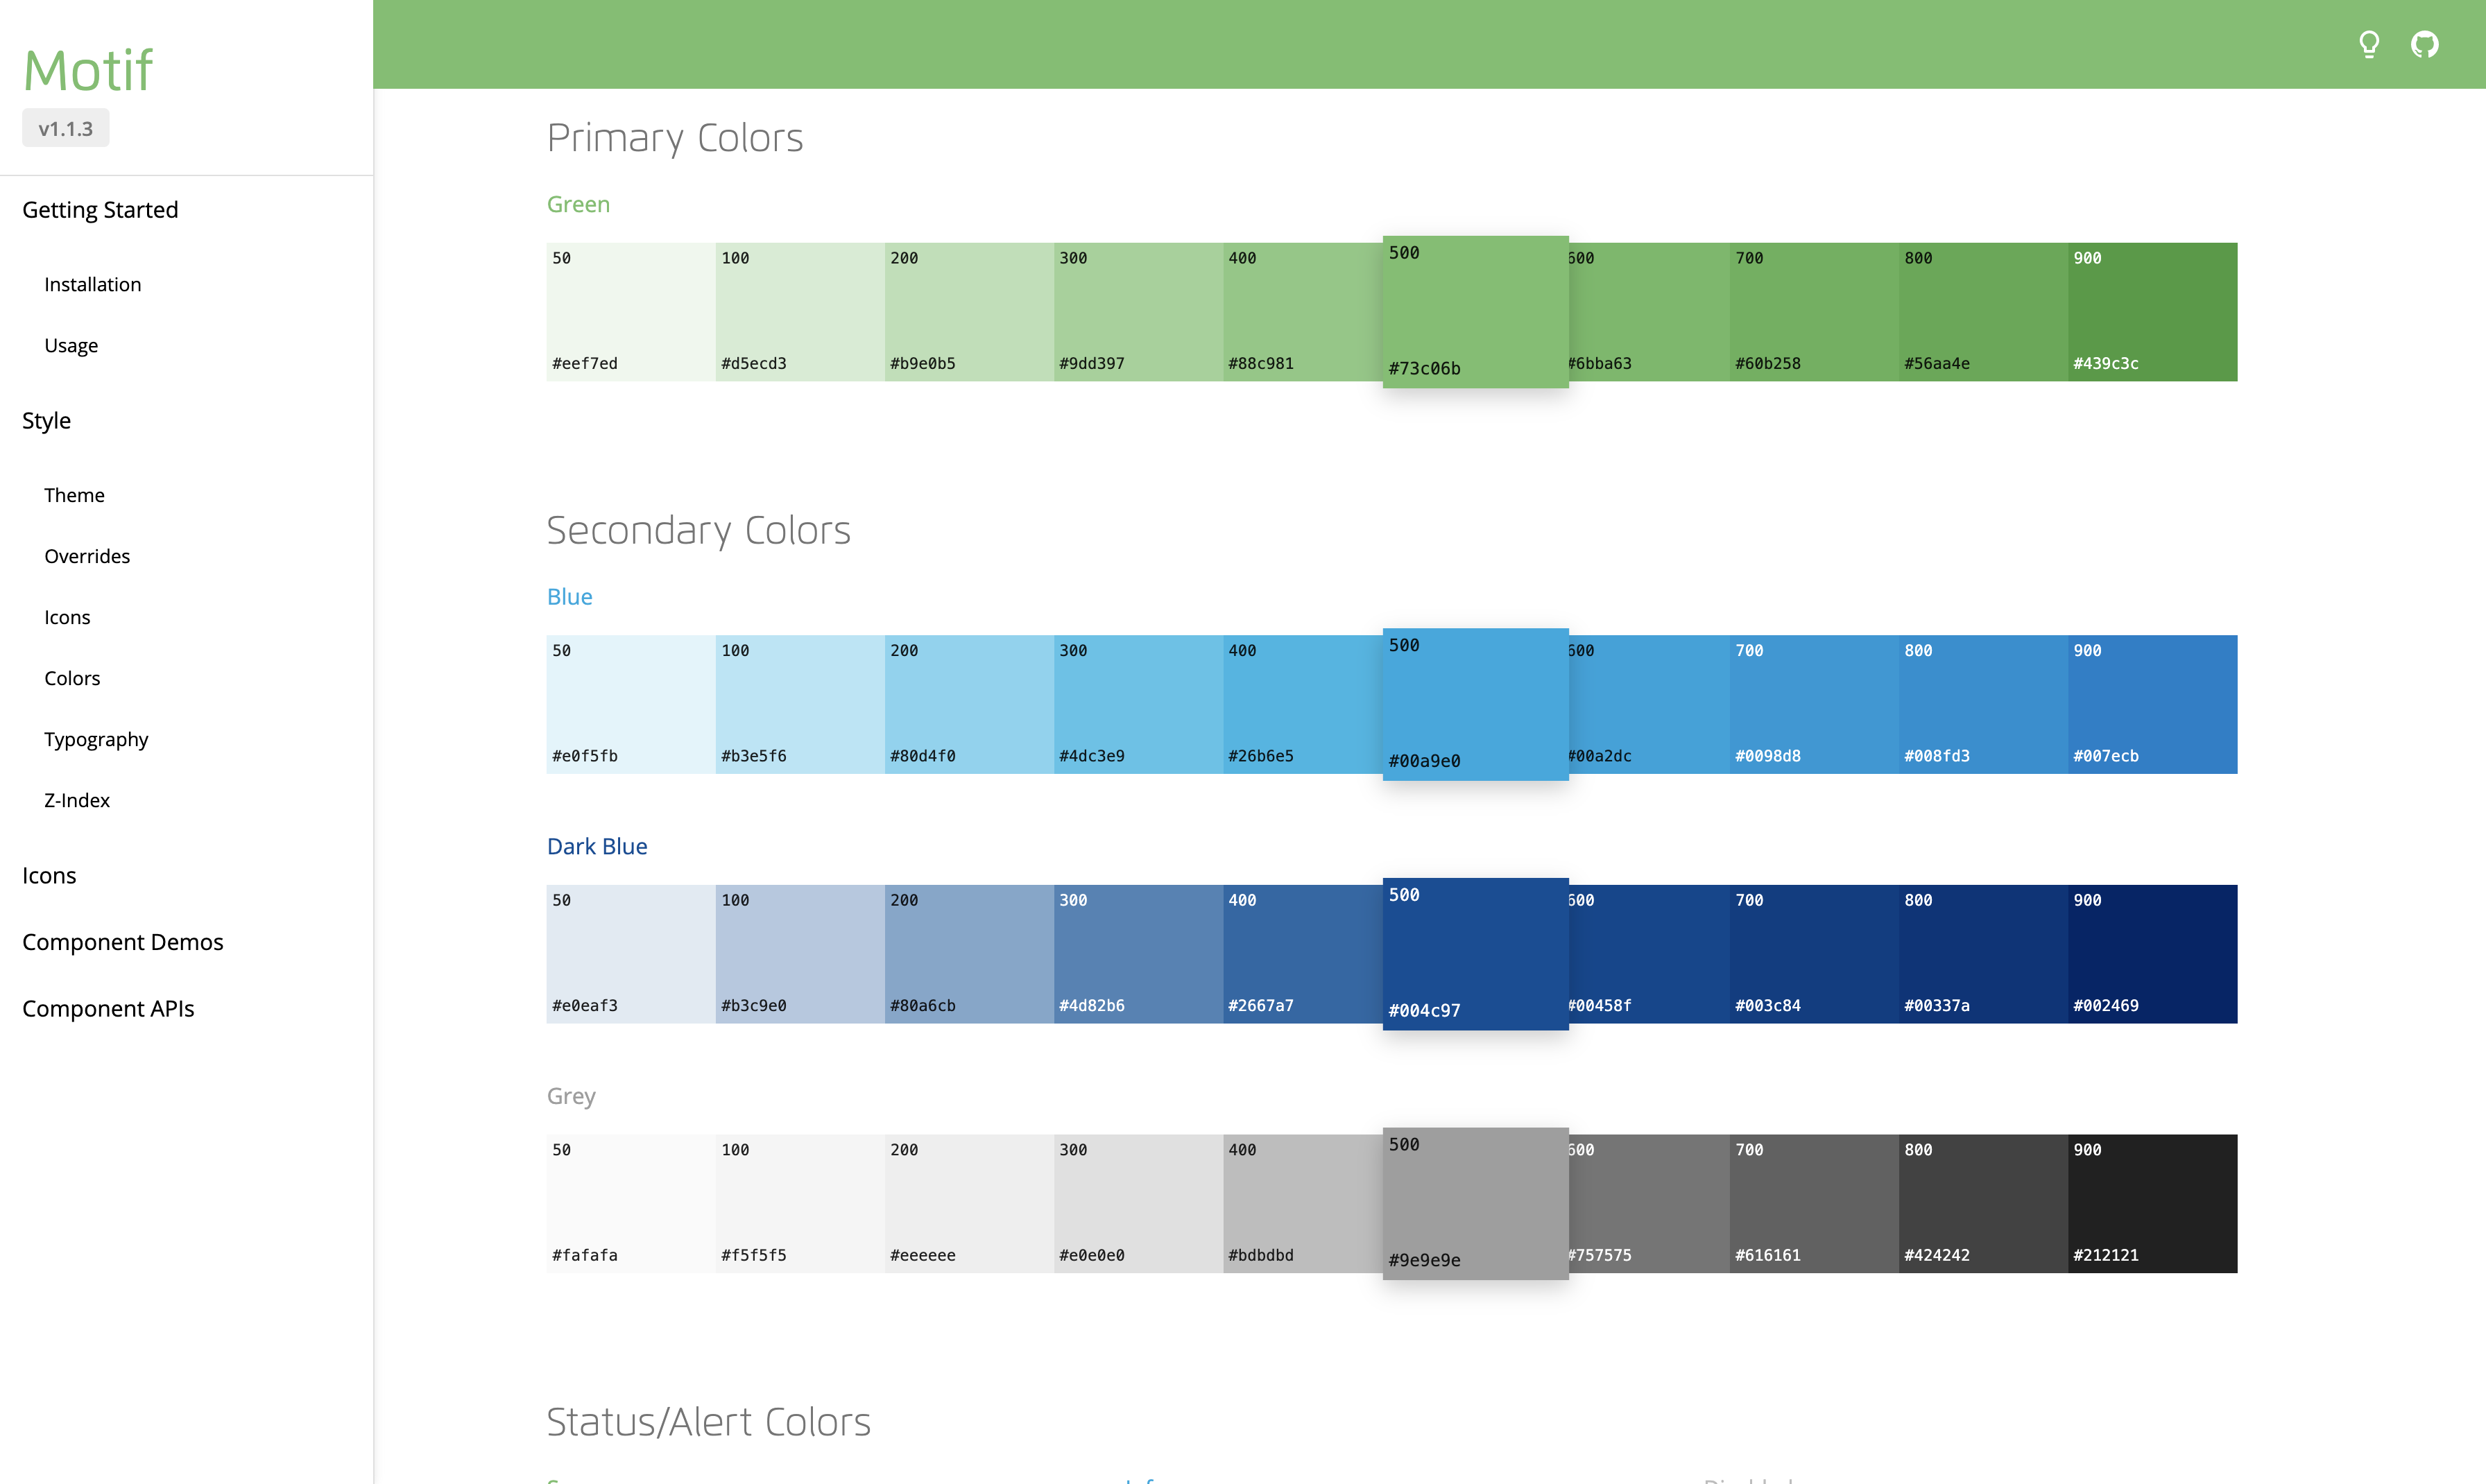 Motif
v1.1.3
Getting Started
Installation
Usage
Style
Theme
Overrides
Icons
Colors
Typography
Z-Index
Icons
Component Demos
Component APIs
Primary Colors
Green
50 100 200 300 400 500 600 700 800 900
#eef7ed #d5ecd3 #b9e0b5 #9dd397 #88c981 #73c06b #6bba63 #60b258 #56aa4e #439c3c
Secondary Colors
Blue
50 100 200 300 400 500 600 700 800 900
#e0f5fb #b3e5f6 #80d4f0 #4dc3e9 #26b6e5 #00a9e0 #00a2dc #0098d8 #008fd3 #007ecb
Dark Blue
50 100 200 300 400 500 600 700 800 900
#e0eaf3 #b3c9e0 #80a6cb #4d82b6 #2667a7 #004c97 #00458f #003c84 #00337a #002469
Grey
50 100 200 300 400 500 600 700 800 900
#fafafa #f5f5f5 #eeeeee #e0e0e0 #bdbdbd #9e9e9e #757575 #616161 #424242 #212121
Status/Alert Colors